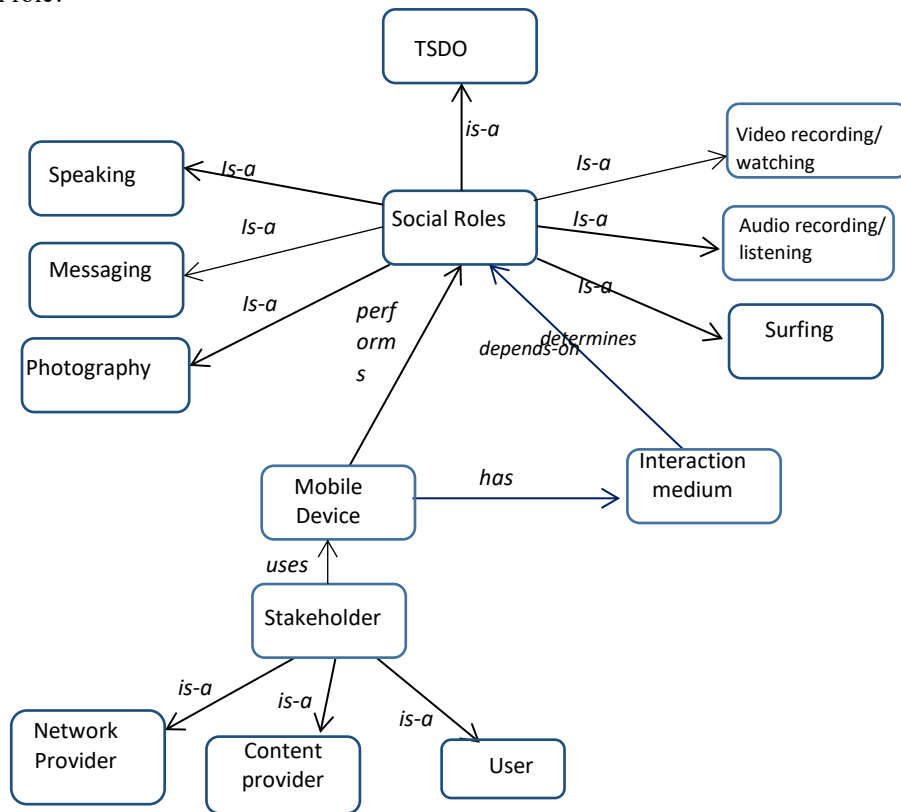 role.
TSDO
is-a
Video recording/
watching
Speaking
Is-a
Is-a
Social Roles
Is-a
Audio recording/
listening
Is-a
Messaging
Is-a
Is-a
perf
orm
s
Surfing
determines
depends-on
Photography
Interaction
medium
Mobile
Device
has
uses
Stakeholder
is-a
is-a
is-a
Network
Provider
Content
provider
User